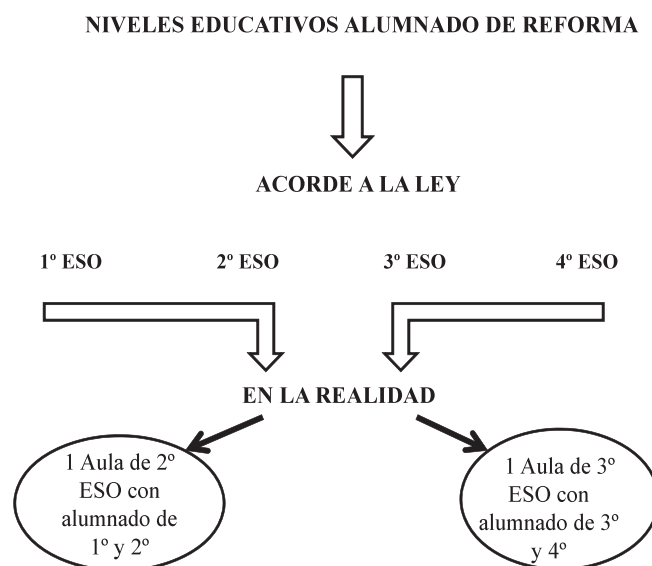 NIVELES EDUCATIVOS ALUMNADO DE REFORMA
ACORDE A LA LEY
1º ESO 2º ESO 3º ESO 4º ESO
EN LA REALIDAD
1 Aula de 2º
ESO con
alumnado de
1º y 2º
1 Aula de 3º
ESO con
alumnado de 3º
y 4º